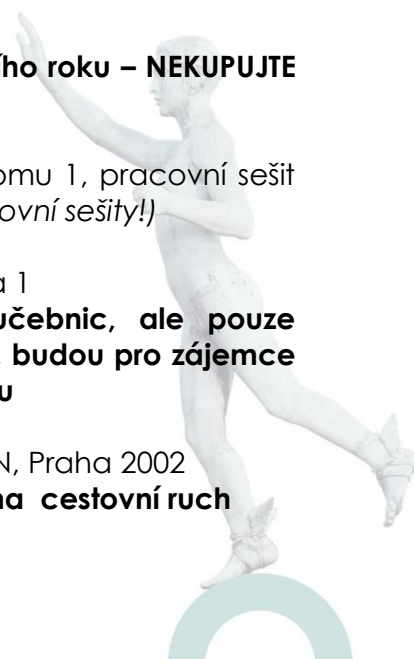 ího roku – NEKUPUJTE
omu 1, pracovní sešit
ovní sešity!)
a 1
učebnic, ale pouze
budou pro zájemce
u
N, Praha 2002
na cestovní ruch